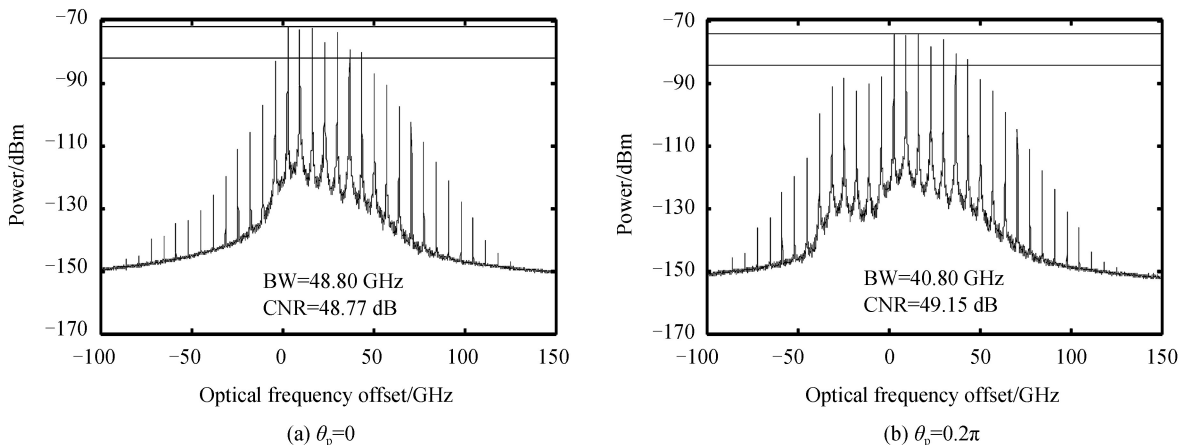 −70
−90
−110
−130
−150
−170
Power/dBm
BW=48.80 GHz
CNR=48.77 dB
−100 −50 0 50 100 150
Optical frequency offset/GHz
(a) θp=0
−70
−90
−110
−130
−150
−170
Power/dBm
BW=40.80 GHz
CNR=49.15 dB
−100 −50 0 50 100 150
Optical frequency offset/GHz
(b) θp=0.2π